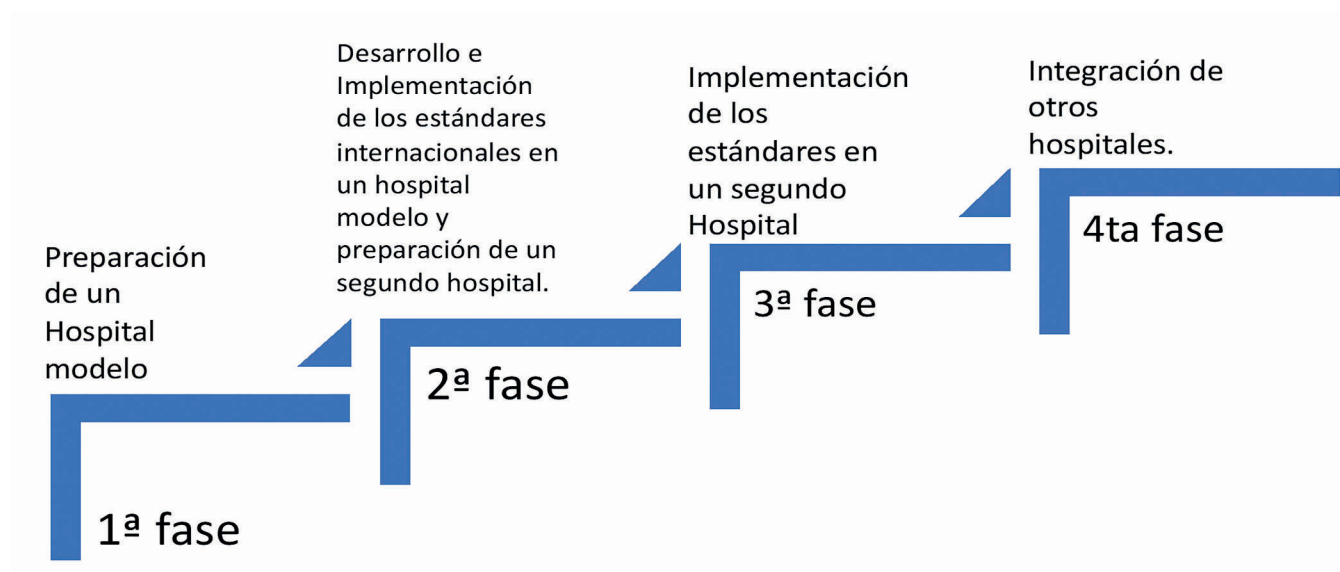 Preparación
de un
Hospital
modelo
1ª fase
Desarrollo e
Implementación
de los estándares
internacionales en
un hospital
modelo y
preparación de un
segundo hospital.
2ª fase
Implementación
de los
estándares en
un segundo
Hospital
3ª fase
Integración de
otros
hospitales.
4ta fase